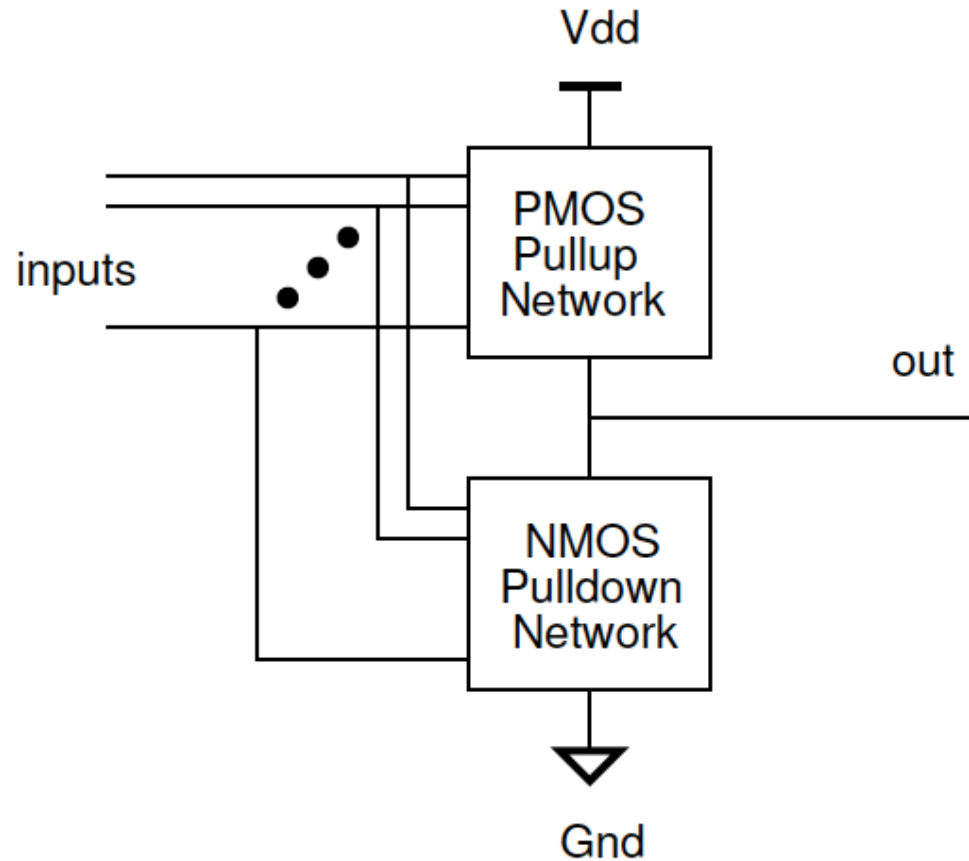 Vdd
PMOS
Pullup
Network
inputs
out
NMOS
Pulldown
Network
Gnd